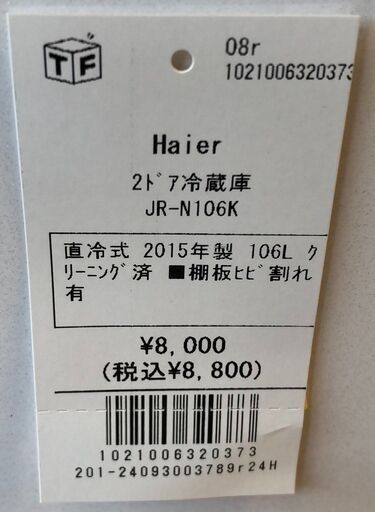 TF
08r
1021006320373
Haier
2ﾄﾞｱ冷蔵庫
JR-N106K
直冷式 2015年製 106L ｸ
ﾘｰﾆﾝｸﾞ済 ■棚板ﾋﾋﾞ割れ
有
¥8,000
(税込¥8,800)
1021006320373
201-24093003789r24H